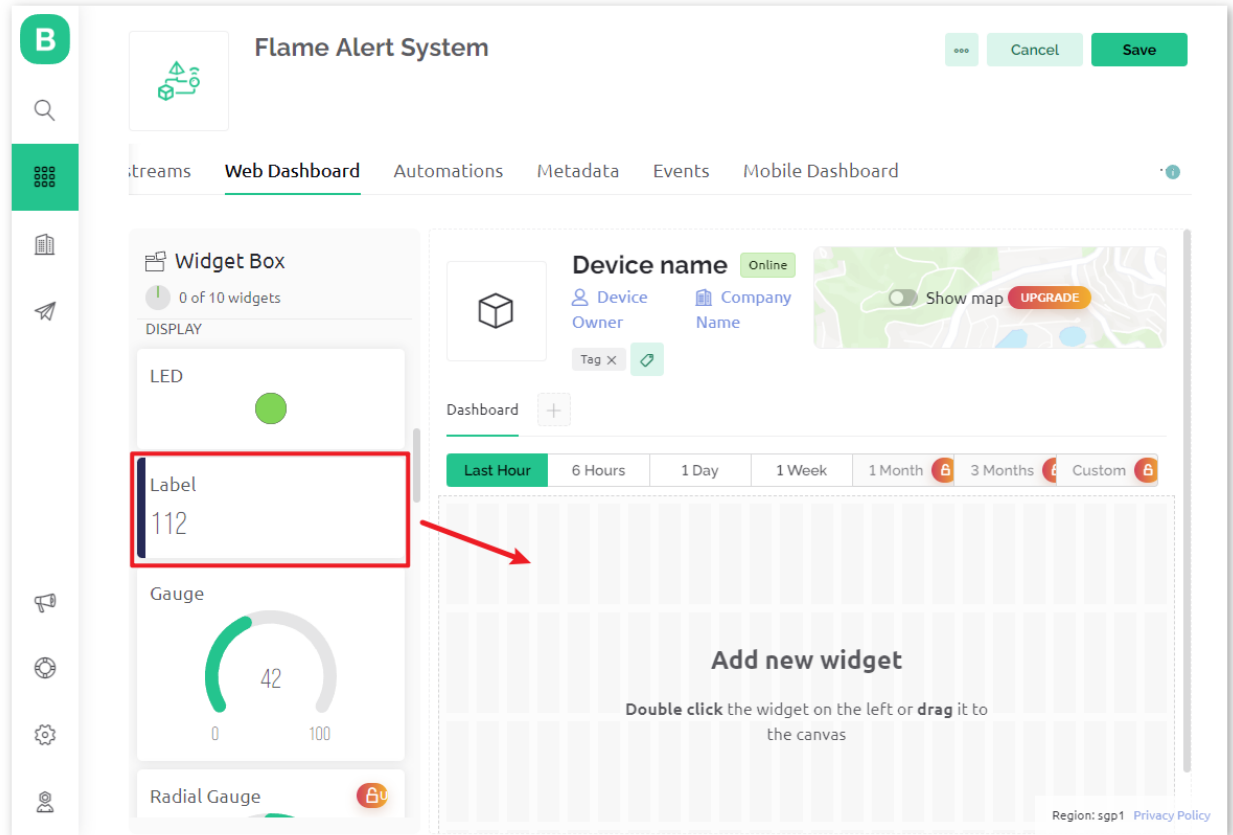 B
Flame Alert System
Cancel
Save
streams Web Dashboard Automations Metadata Events Mobile Dashboard
Widget Box
0 of 10 widgets
DISPLAY
LED
Label
112
Gauge
42
0 100
Radial Gauge
U
Device name Online
Device Owner
Company Name
Tag
Show map UPGRADE
Dashboard
Last Hour 6 Hours 1 Day 1 Week 1 Month 3 Months Custom
Add new widget
Double click the widget on the left or drag it to
the canvas
Region: sgp1 Privacy Policy